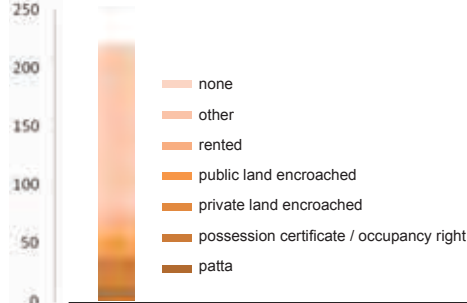 250
200
150
100
50
0
none
other
rented
public land encroached
private land encroached
possession certificate / occupancy right
patta